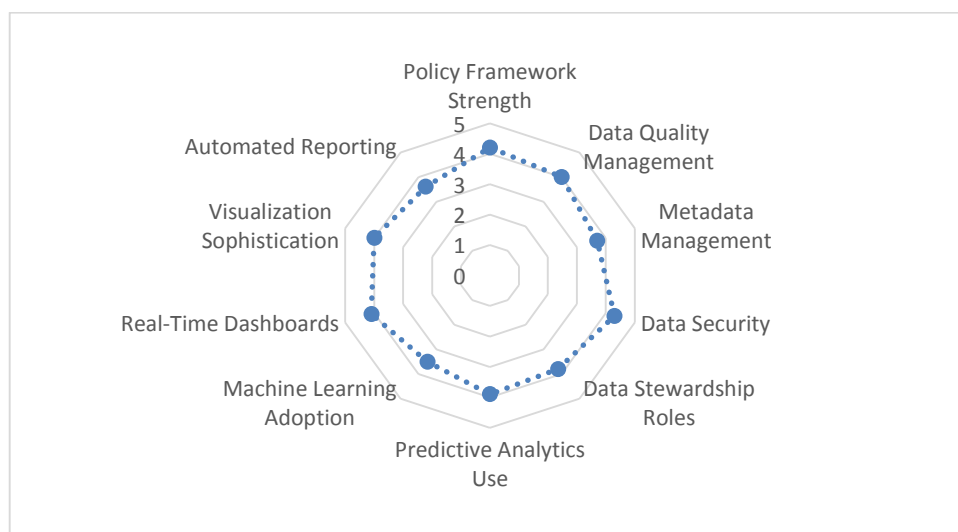 Policy Framework
Strength
Data Quality
Management
Metadata
Management
Data Security
Data Stewardship
Roles
Predictive Analytics
Use
Machine Learning
Adoption
Real-Time Dashboards
Visualization
Sophistication
Automated Reporting
5
4
3
2
1
0